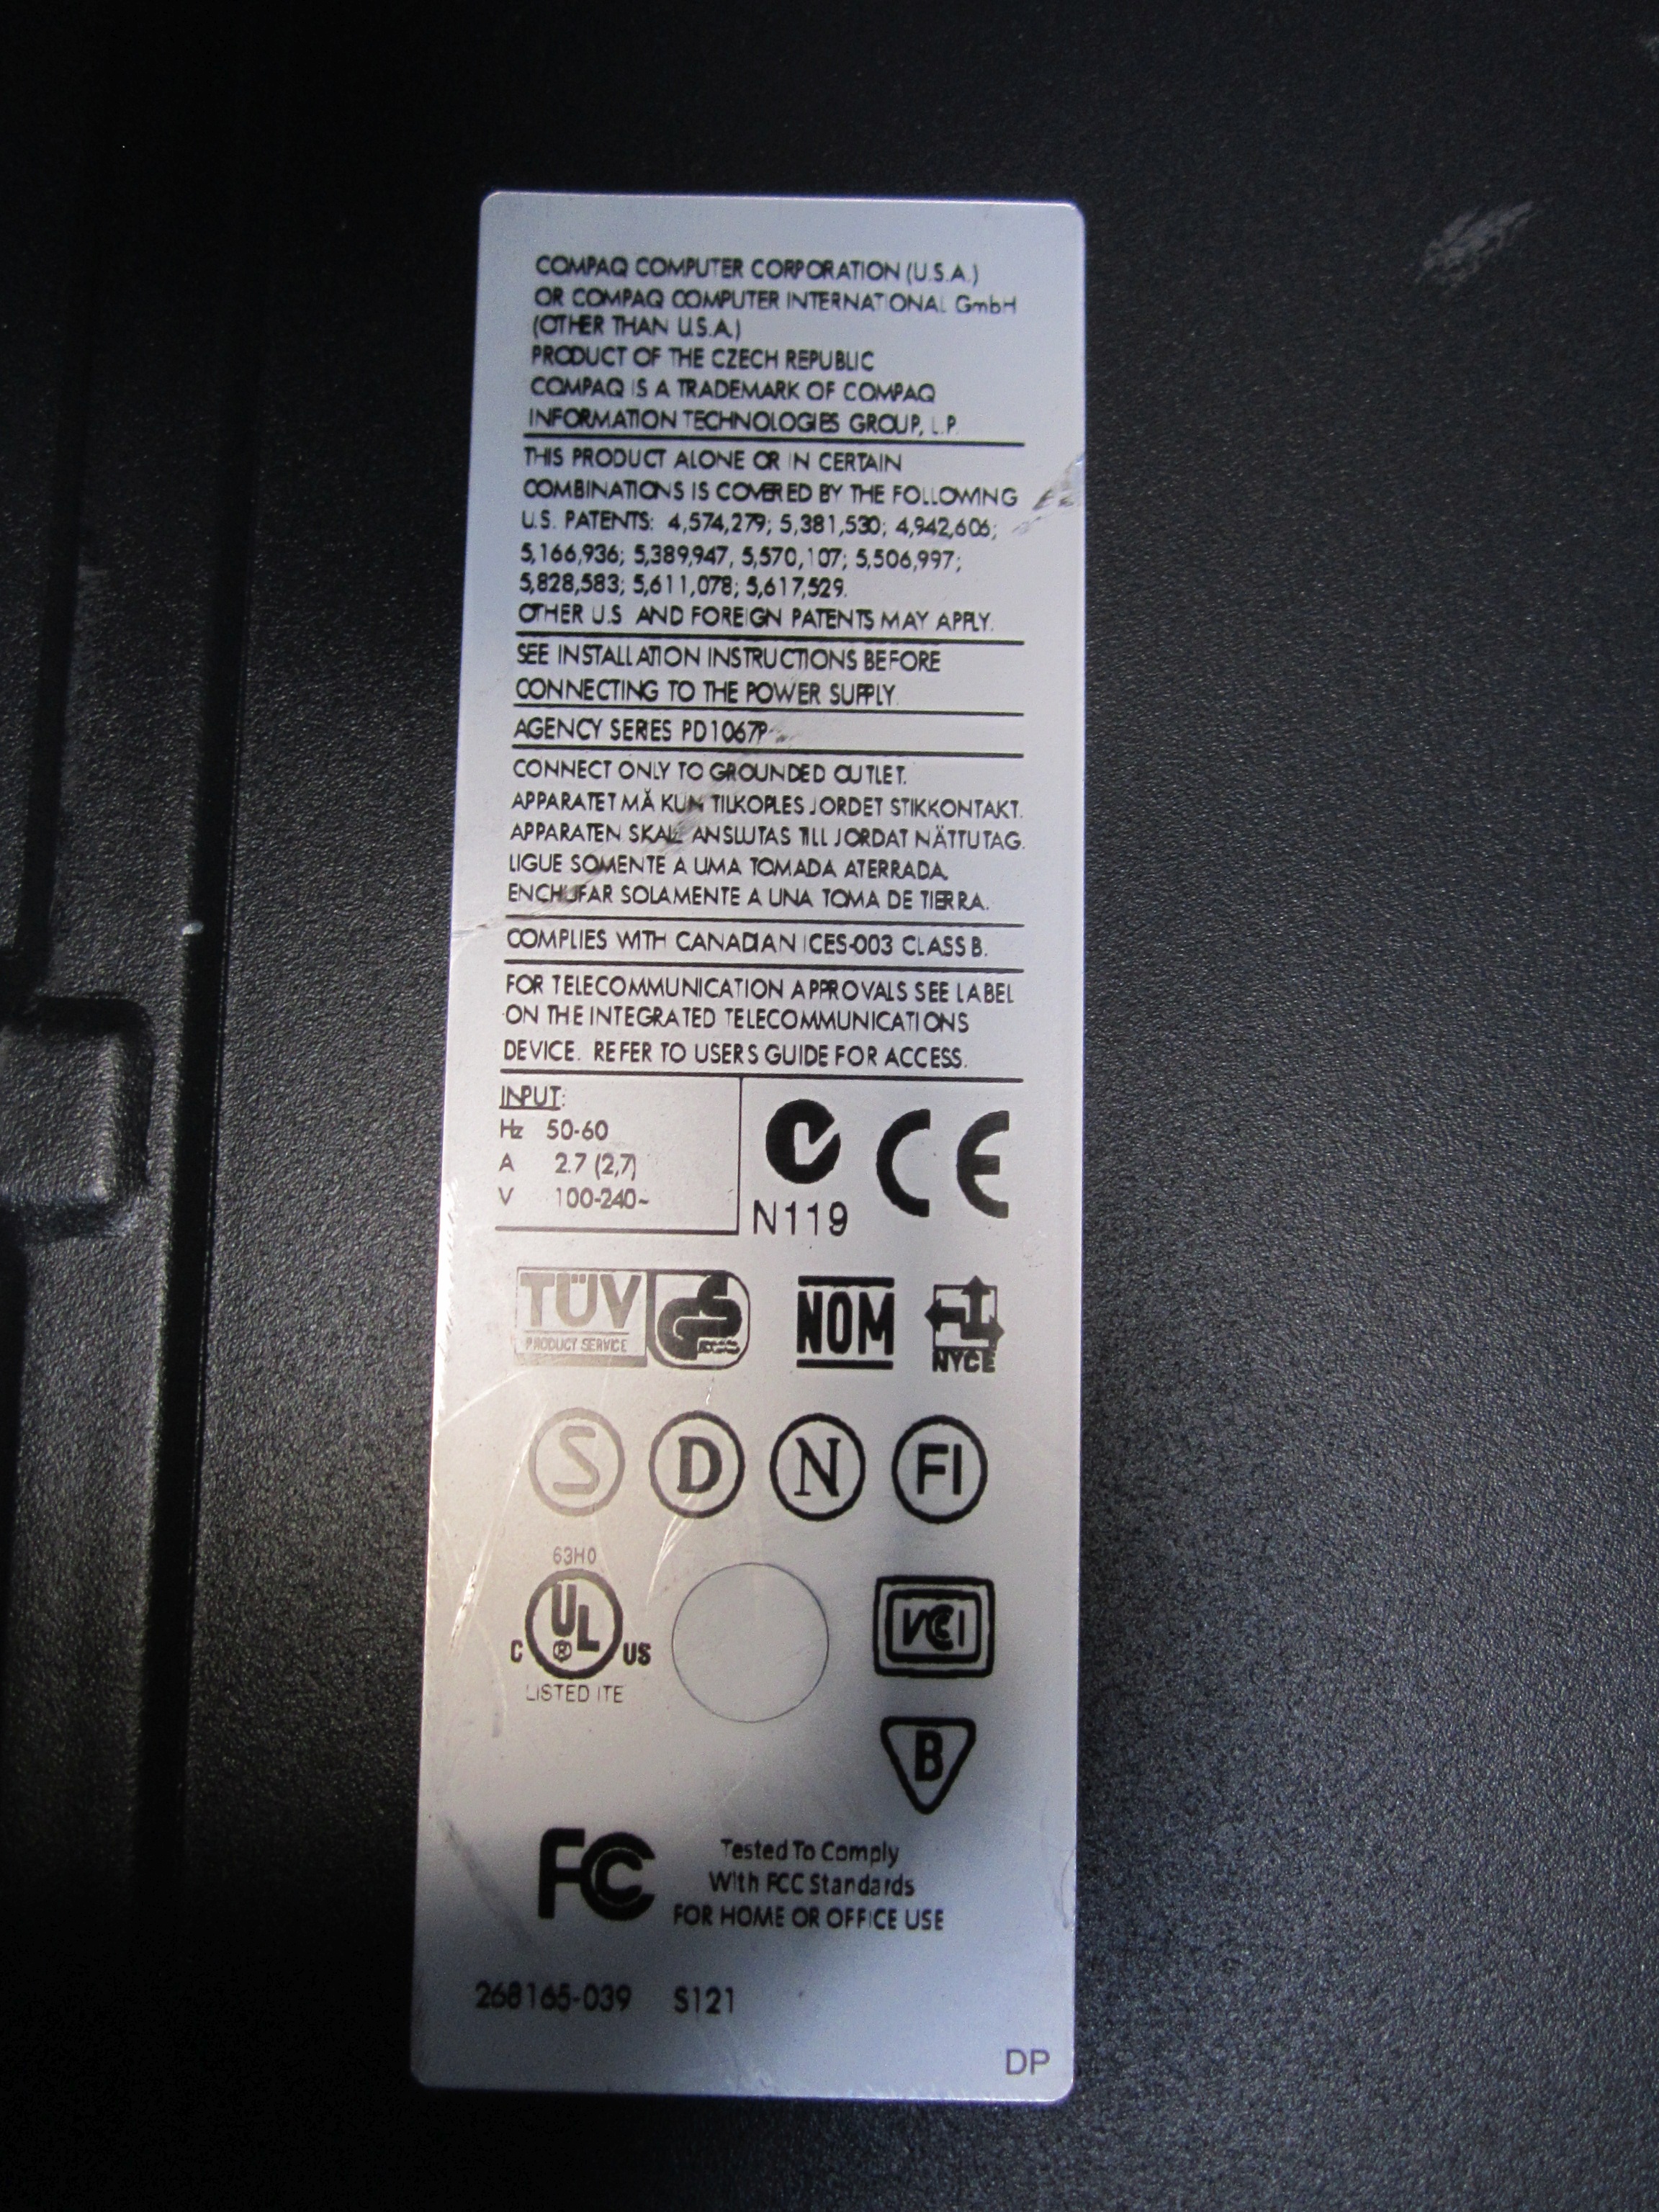 COMPAQ COMPUTER CORPORATION (U.S.A.)
OR COMPAQ COMPUTER INTERNATIONAL GmbH
(OTHER THAN U.S.A.)
PRODUCT OF THE CZECH REPUBLIC
COMPAQ IS A TRADEMARK OF COMPAQ
INFORMATION TECHNOLOGIES GROUP, L.P.
THIS PRODUCT ALONE OR IN CERTAIN
COMBINATIONS IS COVERED BY THE FOLLOWING
U.S. PATENTS: 4,574,279; 5,381,530; 4,942,606;
5,166,936; 5,389,947, 5,570,107; 5,506,997;
5,828,583; 5,611,078; 5,617,529.
OTHER U.S. AND FOREIGN PATENTS MAY APPLY.
SEE INSTALLATION INSTRUCTIONS BEFORE
CONNECTING TO THE POWER SUPPLY.
AGENCY SERIES PD1067P
CONNECT ONLY TO GROUNDED OUTLET.
APPARATET MÅ KUN TILKOPLES JORDET STIKKONTAKT.
APPARATEN SKALL ANSLUTAS TILL JORDAT NÄTTUTAG.
LIGUE SOMENTE A UMA TOMADA ATERRADA.
ENCHUFAR SOLAMENTE A UNA TOMA DE TIERRA.
COMPLIES WITH CANADIAN ICES-003 CLASS B.
FOR TELECOMMUNICATION APPROVALS SEE LABEL
ON THE INTEGRATED TELECOMMUNICATIONS
DEVICE. REFER TO USERS GUIDE FOR ACCESS.
INPUT:
Hz 50-60
A 2.7 (2,7)
V 100-240~
N119
CE
TÜV
PRODUCT SERVICE
GS
NOM
NYCE
S D N FI
63H0
C UL US
LISTED ITE
VCCI
B
FC
Tested To Comply
With FCC Standards
FOR HOME OR OFFICE USE
268165-039 S121
DP